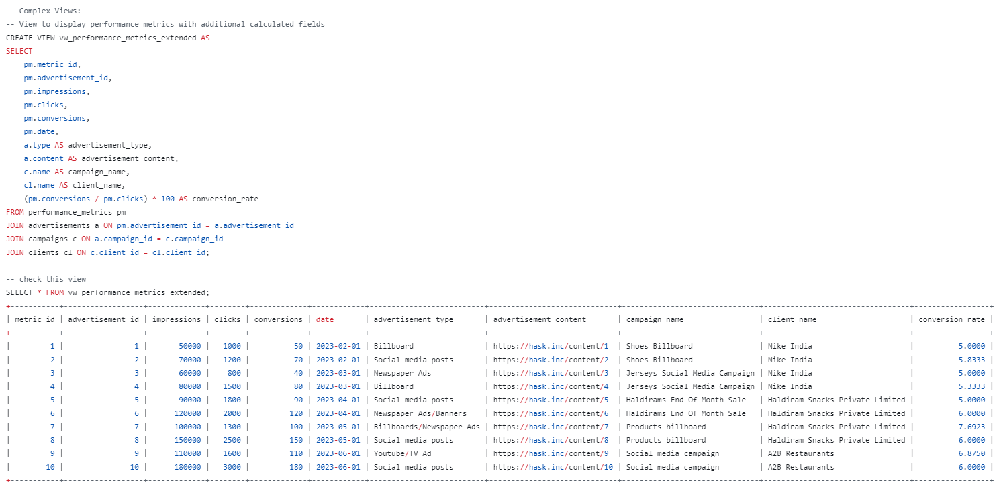 -- Complex Views:
-- View to display performance metrics with additional calculated fields
CREATE VIEW vw_performance_metrics_extended AS
SELECT
    pm.metric_id,
    pm.advertisement_id,
    pm.impressions,
    pm.clicks,
    pm.conversions,
    pm.date,
    a.type AS advertisement_type,
    a.content AS advertisement_content,
    c.name AS campaign_name,
    cl.name AS client_name,
    (pm.conversions / pm.clicks) * 100 AS conversion_rate
FROM performance_metrics pm
JOIN advertisements a ON pm.advertisement_id = a.advertisement_id
JOIN campaigns c ON a.campaign_id = c.campaign_id
JOIN clients cl ON c.client_id = cl.client_id;

-- check this view
SELECT * FROM vw_performance_metrics_extended;
+-----------+------------------+-------------+--------+-------------+------------+--------------------------+----------------------------+-------------------------------+---------------------------------+-----------------+
| metric_id | advertisement_id | impressions | clicks | conversions | date       | advertisement_type       | advertisement_content      | campaign_name                 | client_name                     | conversion_rate |
+-----------+------------------+-------------+--------+-------------+------------+--------------------------+----------------------------+-------------------------------+---------------------------------+-----------------+
|         1 |                1 |       50000 |   1000 |          50 | 2023-02-01 | Billboard                | https://hask.inc/content/1 | Shoes Billboard               | Nike India                      |          5.0000 |
|         2 |                2 |       70000 |   1200 |          70 | 2023-02-01 | Social media posts       | https://hask.inc/content/2 | Shoes Billboard               | Nike India                      |          5.8333 |
|         3 |                3 |       60000 |    800 |          40 | 2023-03-01 | Newspaper Ads            | https://hask.inc/content/3 | Jerseys Social Media Campaign | Nike India                      |          5.0000 |
|         4 |                4 |       80000 |   1500 |          80 | 2023-03-01 | Billboard                | https://hask.inc/content/4 | Jerseys Social Media Campaign | Nike India                      |          5.3333 |
|         5 |                5 |       90000 |   1800 |          90 | 2023-04-01 | Social media posts       | https://hask.inc/content/5 | Haldirams End Of Month Sale   | Haldiram Snacks Private Limited |          5.0000 |
|         6 |                6 |      120000 |   2000 |         120 | 2023-04-01 | Newspaper Ads/Banners    | https://hask.inc/content/6 | Haldirams End Of Month Sale   | Haldiram Snacks Private Limited |          6.0000 |
|         7 |                7 |      100000 |   1300 |         100 | 2023-05-01 | Billboards/Newspaper Ads | https://hask.inc/content/7 | Products billboard            | Haldiram Snacks Private Limited |          7.6923 |
|         8 |                8 |      150000 |   2500 |         150 | 2023-05-01 | Social media posts       | https://hask.inc/content/8 | Products billboard            | Haldiram Snacks Private Limited |          6.0000 |
|         9 |                9 |      110000 |   1600 |         110 | 2023-06-01 | Youtube/TV Ad            | https://hask.inc/content/9 | Social media campaign         | A2B Restaurants                 |          6.8750 |
|        10 |               10 |      180000 |   3000 |         180 | 2023-06-01 | Social media posts       | https://hask.inc/content/10 | Social media campaign         | A2B Restaurants                 |          6.0000 |
+-----------+------------------+-------------+--------+-------------+------------+--------------------------+----------------------------+-------------------------------+---------------------------------+-----------------+